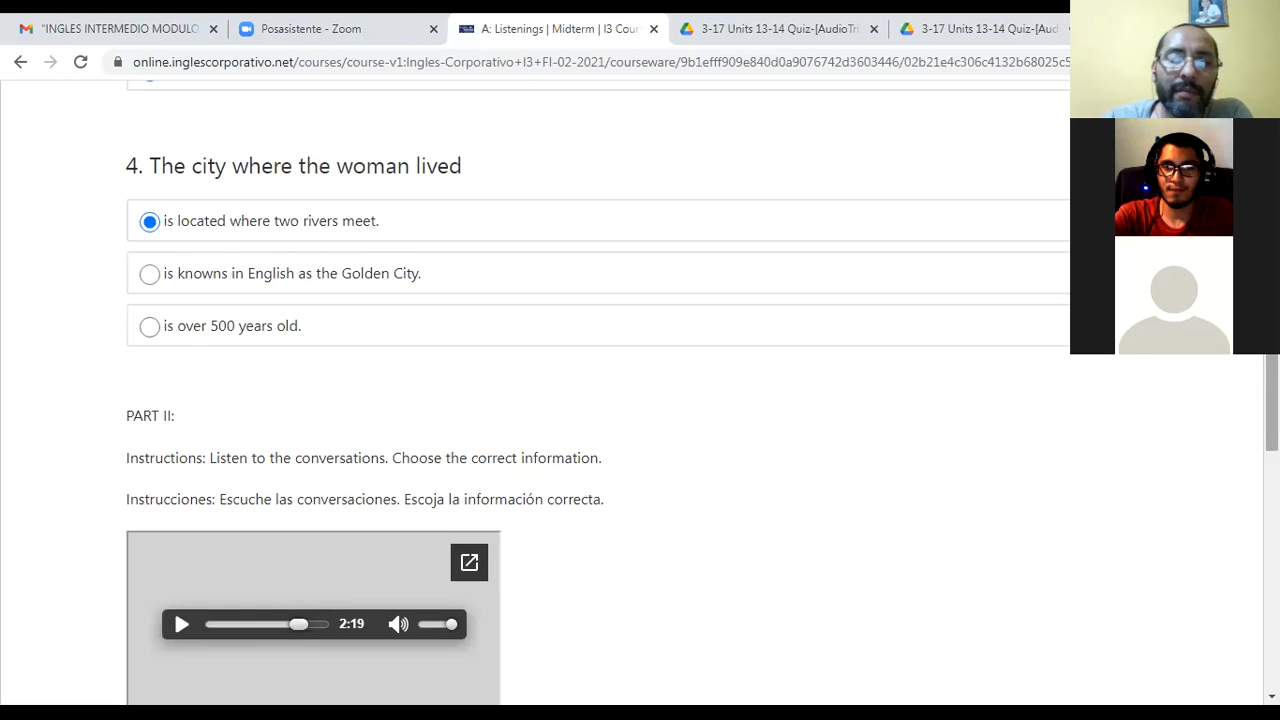 "INGLES INTERMEDIO MODULO
Posasistente - Zoom
A: Listenings | Midterm | I3 Cour
3-17 Units 13-14 Quiz-[AudioTri
3-17 Units 13-14 Quiz-[Aud
online.inglescorporativo.net/courses/course-v1:Ingles-Corporativo+I3+FI-02-2021/courseware/9b1efff909e840d0a9076742d3603446/02b21e4c306c4132b68025c5
4. The city where the woman lived
is located where two rivers meet.
is knowns in English as the Golden City.
is over 500 years old.
PART II:
Instructions: Listen to the conversations. Choose the correct information.
Instrucciones: Escuche las conversaciones. Escoja la información correcta.
2:19